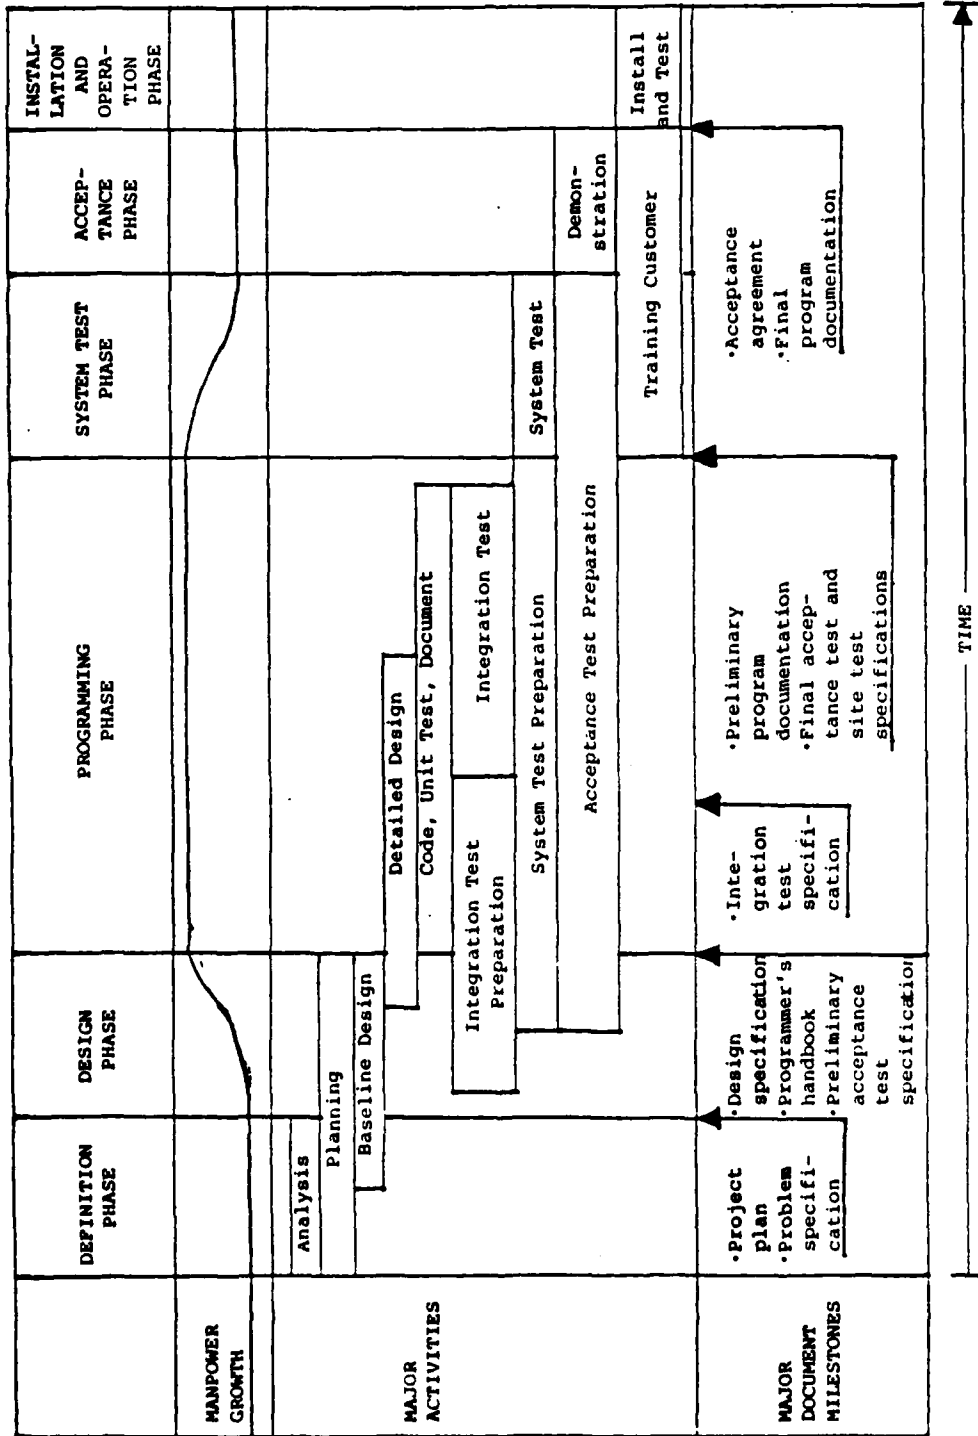 DEFINITION
PHASE
DESIGN
PHASE
PROGRAMMING
PHASE
SYSTEM TEST
PHASE
ACCEP-
TANCE
PHASE
INSTAL-
LATION
AND
OPERA-
TION
PHASE
MANPOWER
GROWTH
MAJOR
ACTIVITIES
Analysis
Planning
Baseline Design
Detailed Design
Code, Unit Test, Document
Integration Test
Preparation
Integration Test
System Test Preparation
System Test
Acceptance Test Preparation
Demon-
stration
Training Customer
Install
and Test
MAJOR
DOCUMENT
MILESTONES
•Project
plan
•Problem
specifi-
cation
•Design
specification
•Programmer's
handbook
•Preliminary
acceptance
test
specification
•Inte-
gration
test
specifi-
cation
•Preliminary
program
documentation
•Final accep-
tance test and
site test
specifications
•Acceptance
agreement
•Final
program
documentation
TIME